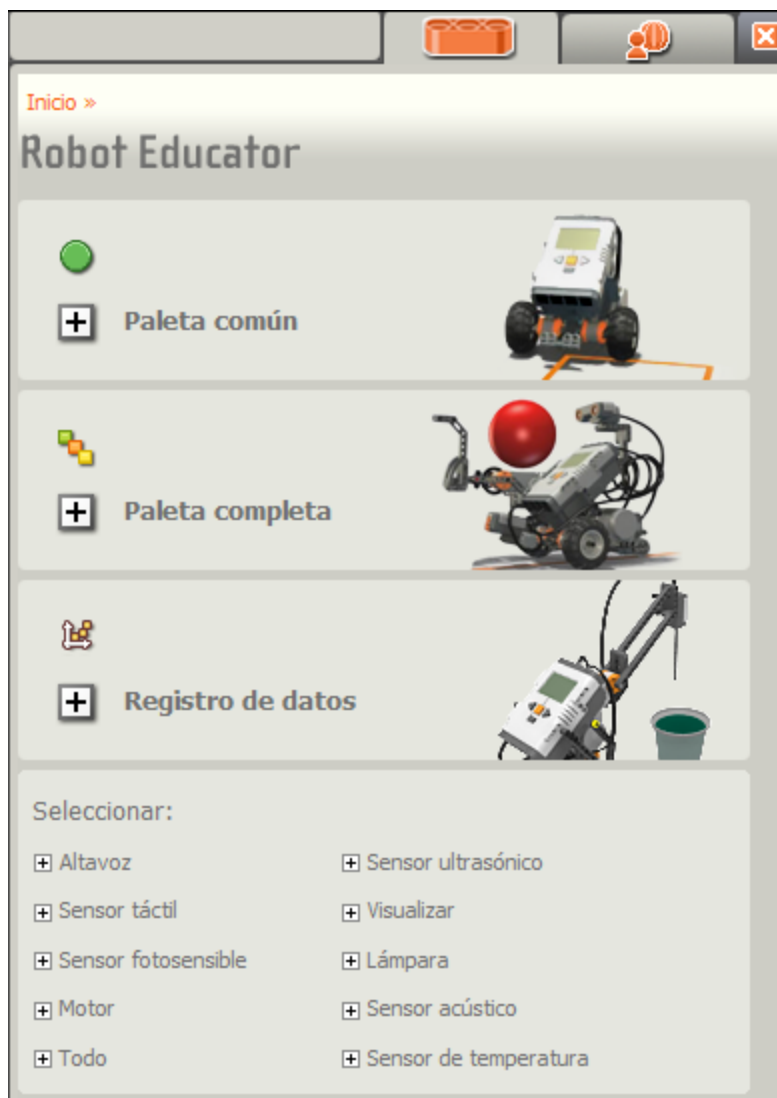 Inicio »
Robot Educator
Paleta común
Paleta completa
Registro de datos
Seleccionar:
Altavoz
Sensor ultrasónico
Sensor táctil
Visualizar
Sensor fotosensible
Lámpara
Motor
Sensor acústico
Todo
Sensor de temperatura